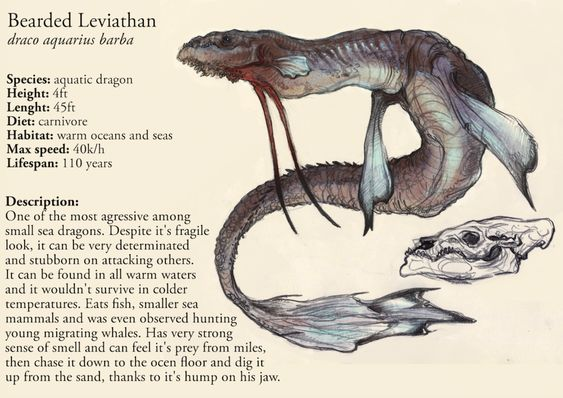 Bearded Leviathan
draco aquarius barba
Species: aquatic dragon
Height: 4ft
Lenght: 45ft
Diet: carnivore
Habitat: warm oceans and seas
Max speed: 40k/h
Lifespan: 110 years
Description:
One of the most agressive among
small sea dragons. Despite it's fragile
look, it can be very determinated
and stubborn on attacking others.
It can be found in all warm waters
and it wouldn't survive in colder
temperatures. Eats fish, smaller sea
mammals and was even observed hunting
young migrating whales. Has very strong
sense of smell and can feel it's prey from miles,
then chase it down to the ocen floor and dig it
up from the sand, thanks to it's hump on his jaw.